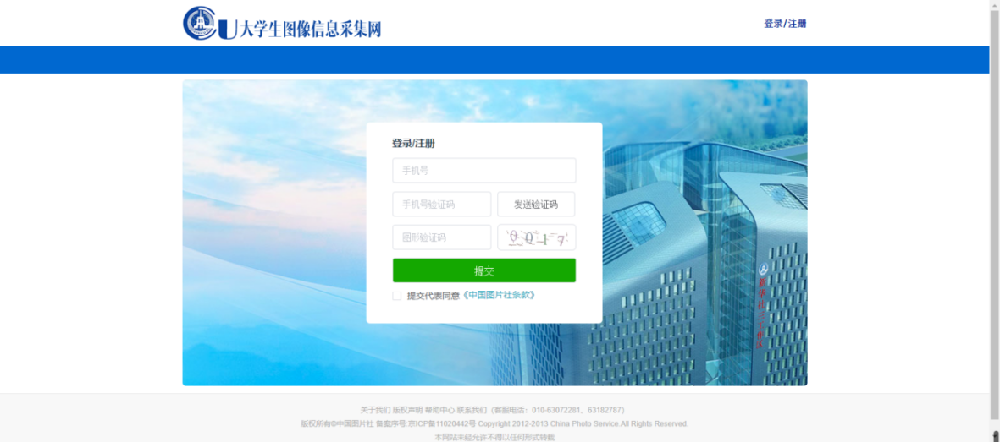 大学生图像信息采集网
登录/注册
登录/注册
手机号
手机号验证码
发送验证码
图形验证码
0017
提交
提交代表同意《中国图片社条款》
新华社三工作区
关于我们 版权声明 帮助中心 联系我们（客服电话：010-63072281、63182787）
版权所有©中国图片社 备案序号:京ICP备11020442号 Copyright 2012-2013 China Photo Service.All Rights Reserved.
本网站未经允许不得以任何形式转载